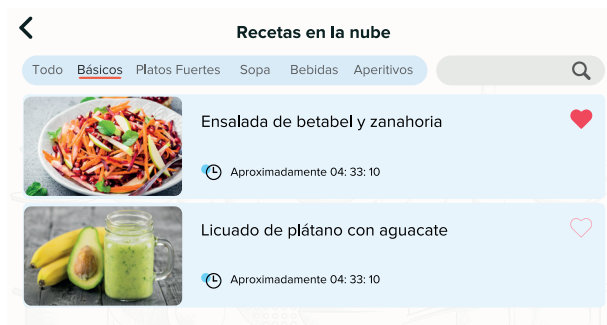 Recetas en la nube
Todo Básicos Platos Fuertes Sopa Bebidas Aperitivos
Ensalada de betabel y zanahoria
Aproximadamente 04: 33: 10
Licuado de plátano con aguacate
Aproximadamente 04: 33: 10